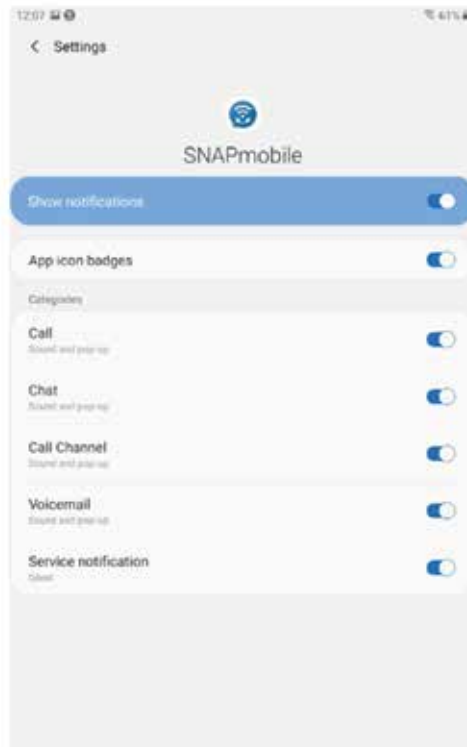 12:07
61%
Settings
SNAPmobile
Show notifications
App icon badges
Categories
Call
Sound and pop-up
Chat
Sound and pop-up
Call Channel
Sound and pop-up
Voicemail
Sound and pop-up
Service notification
Silent